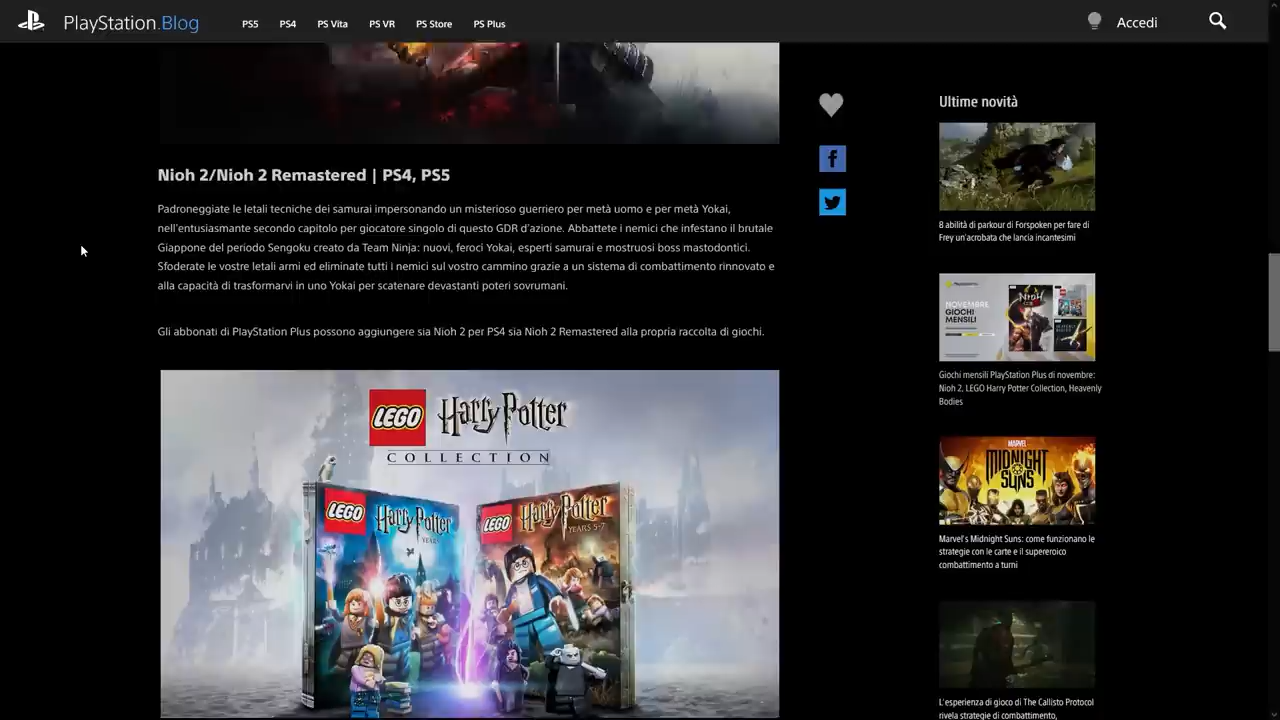 PlayStation.Blog
PS5
PS4
PS Vita
PS VR
PS Store
PS Plus
Accedi
Nioh 2/Nioh 2 Remastered | PS4, PS5
Padroneggiate le letali tecniche dei samurai impersonando un misterioso guerriero per metà uomo e per metà Yokai,
nell'entusiasmante secondo capitolo per giocatore singolo di questo GDR d'azione. Abbattete i nemici che infestano il brutale
Giappone del periodo Sengoku creato da Team Ninja: nuovi, feroci Yokai, esperti samurai e mostruosi boss mastodontici.
Sfoderate le vostre letali armi ed eliminate tutti i nemici sul vostro cammino grazie a un sistema di combattimento rinnovato e
alla capacità di trasformarvi in uno Yokai per scatenare devastanti poteri sovrumani.
Gli abbonati di PlayStation Plus possono aggiungere sia Nioh 2 per PS4 sia Nioh 2 Remastered alla propria raccolta di giochi.
LEGO Harry Potter
COLLECTION
LEGO Harry Potter
YEARS
LEGO Harry Potter
YEARS 5-7
Ultime novità
8 abilità di parkour di Forspoken per fare di
Frey un'acrobata che lancia incantesimi
NOVEMBRE
GIOCHI
MENSILI
NIOH
Giochi mensili PlayStation Plus di novembre:
Nioh 2, LEGO Harry Potter Collection, Heavenly
Bodies
MARVEL
MIDNIGHT
SUNS
Marvel's Midnight Suns: come funzionano le
strategie con le carte e il supereroico
combattimento a turni
L'esperienza di gioco di The Callisto Protocol
rivela strategie di combattimento,